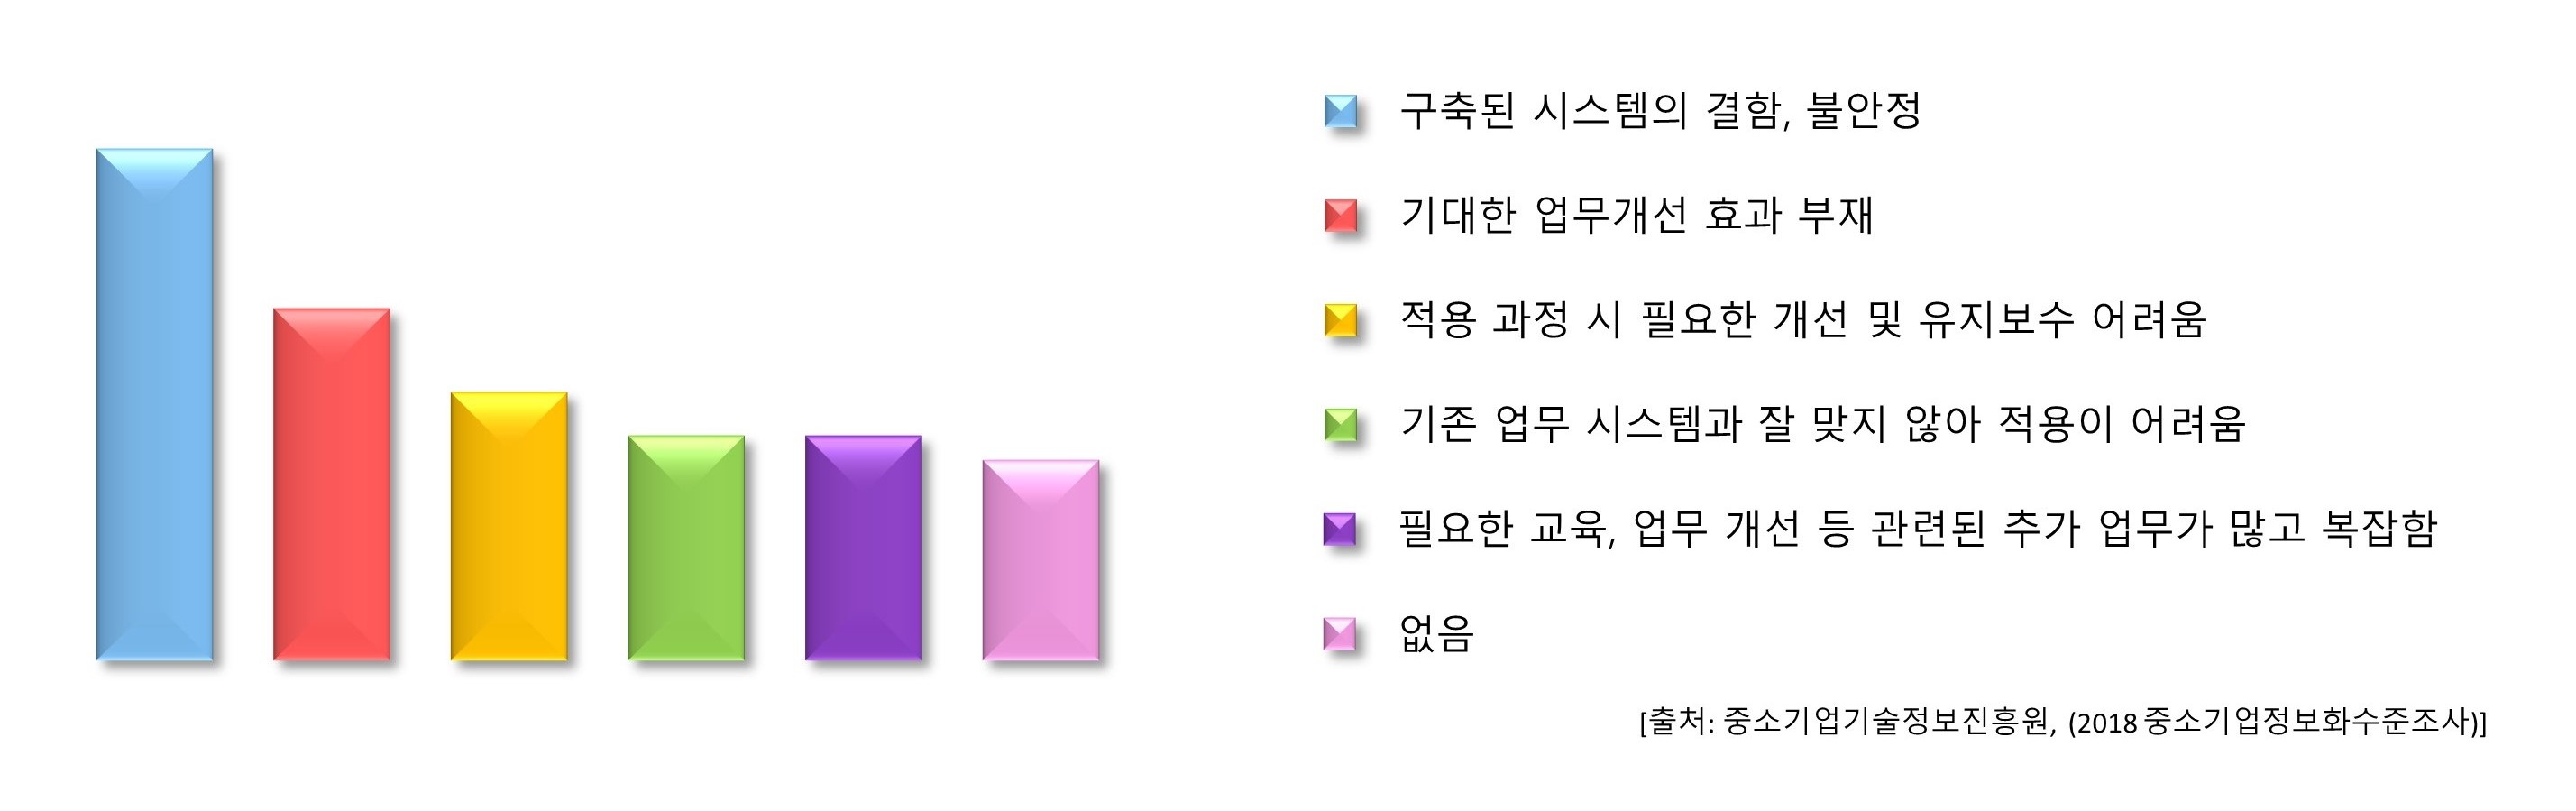 구축된 시스템의 결함, 불안정
기대한 업무개선 효과 부재
적용 과정 시 필요한 개선 및 유지보수 어려움
기존 업무 시스템과 잘 맞지 않아 적용이 어려움
필요한 교육, 업무 개선 등 관련된 추가 업무가 많고 복잡함
없음
[출처: 중소기업기술정보진흥원, (2018 중소기업정보화수준조사)]